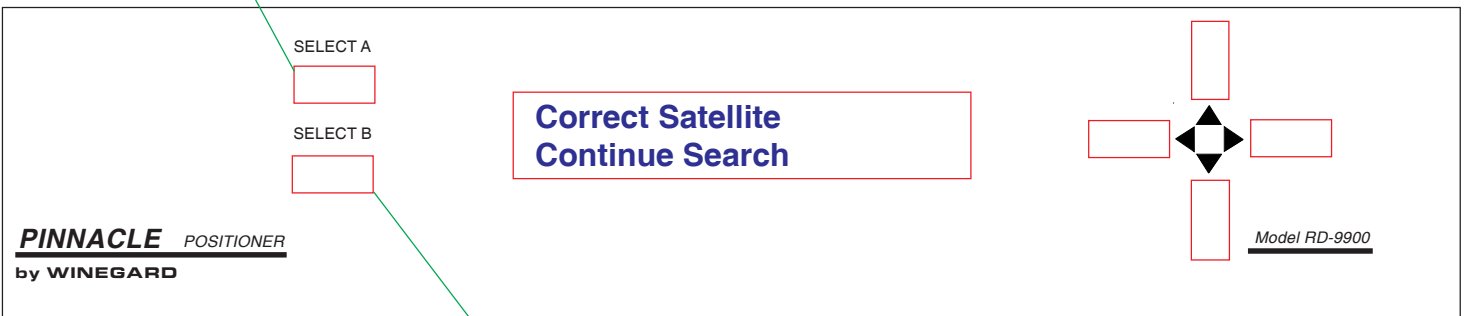 SELECT A
SELECT B
Correct Satellite
Continue Search
PINNACLE POSITIONER
by WINEGARD
Model RD-9900